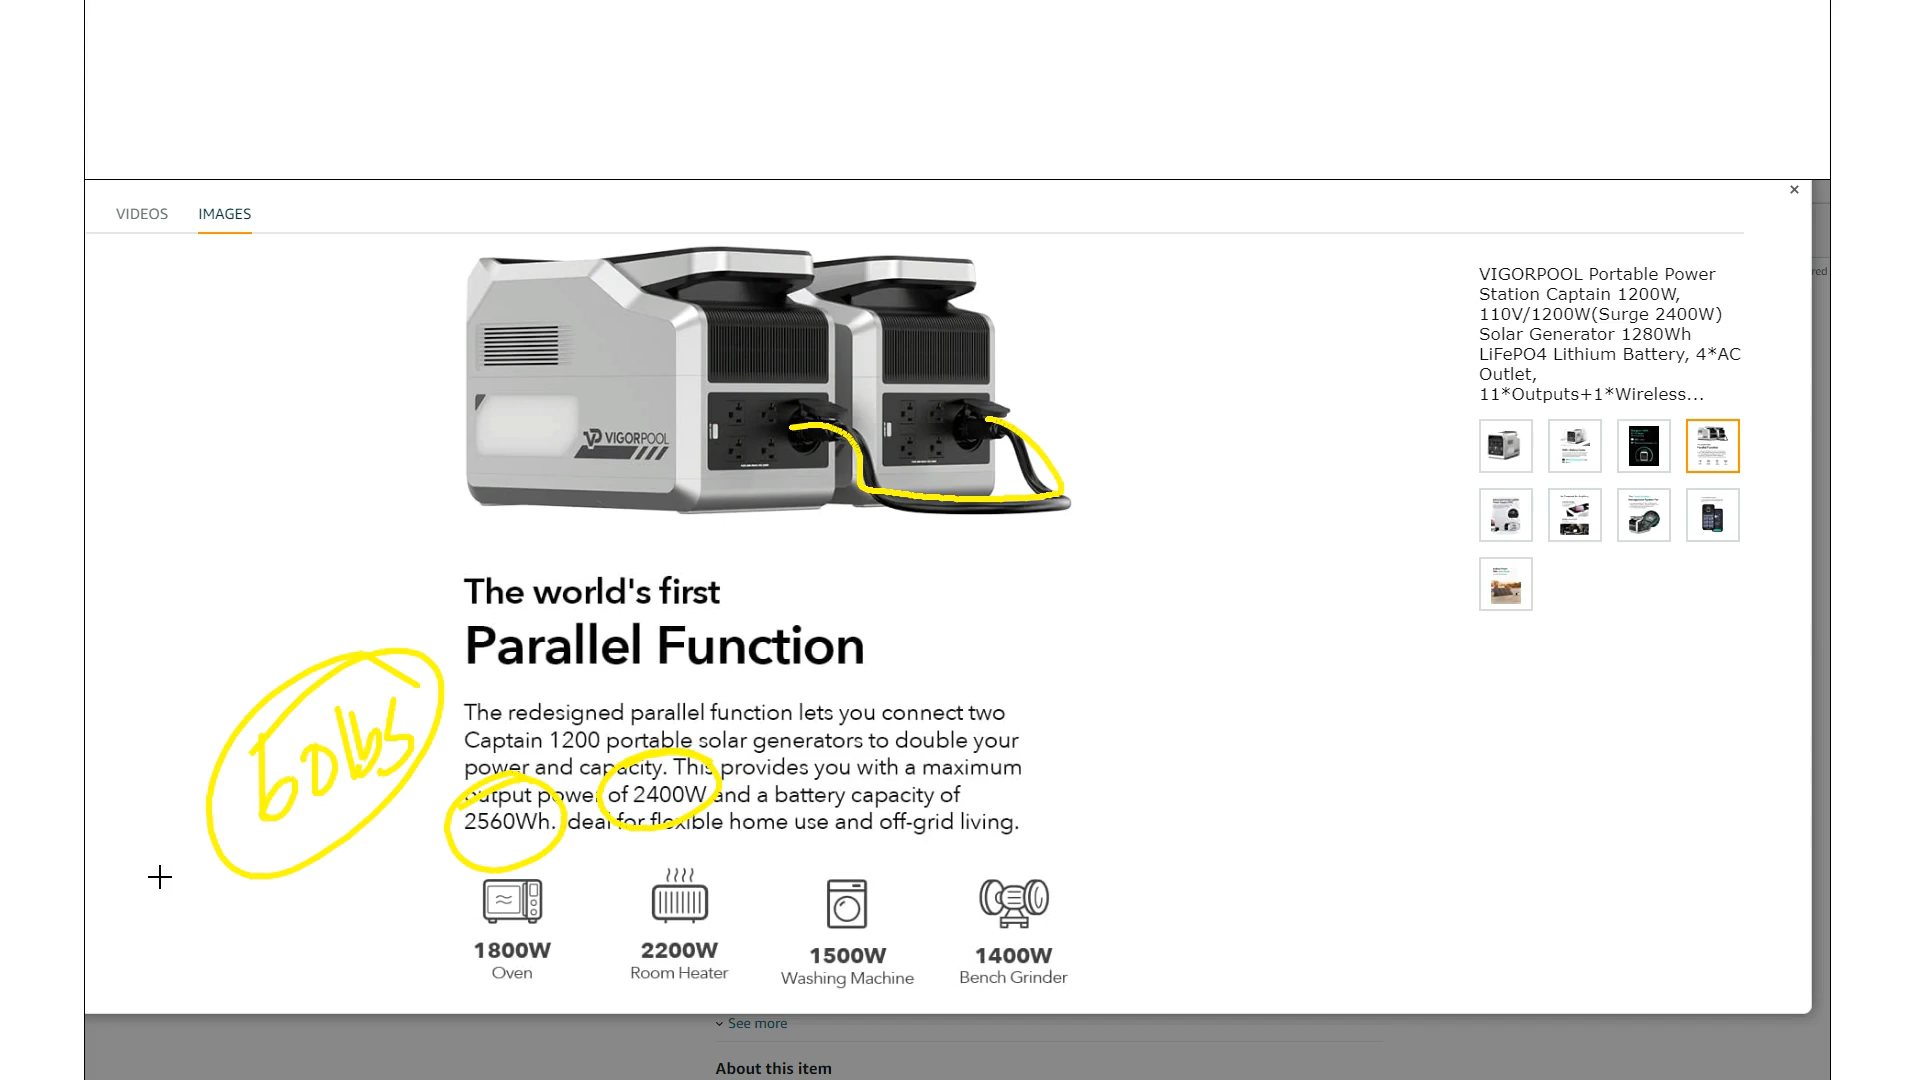 VIDEOS IMAGES
VIGORPOOL
VIGORPOOL Portable Power
Station Captain 1200W,
110V/1200W(Surge 2400W)
Solar Generator 1280Wh
LiFePO4 Lithium Battery, 4*AC
Outlet,
11*Outputs+1*Wireless...
The world's first
Parallel Function
The redesigned parallel function lets you connect two
Captain 1200 portable solar generators to double your
power and capacity. This provides you with a maximum
output power of 2400W and a battery capacity of
2560Wh. Ideal for flexible home use and off-grid living.
60lbs
1800W
Oven
2200W
Room Heater
1500W
Washing Machine
1400W
Bench Grinder
See more
About this item